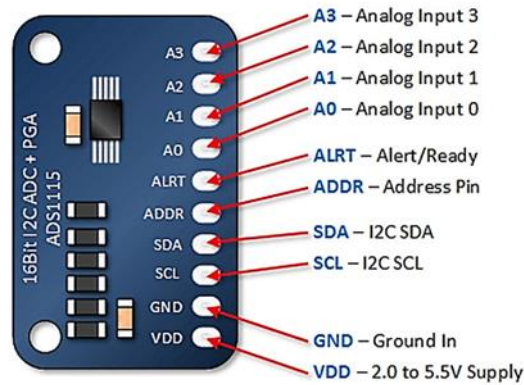 16Bit I2C ADC + PGA
ADS1115
A3
A2
A1
A0
ALRT
ADDR
SDA
SCL
GND
VDD
A3 – Analog Input 3
A2 – Analog Input 2
A1 – Analog Input 1
A0 – Analog Input 0
ALRT – Alert/Ready
ADDR – Address Pin
SDA – I2C SDA
SCL – I2C SCL
GND – Ground In
VDD – 2.0 to 5.5V Supply